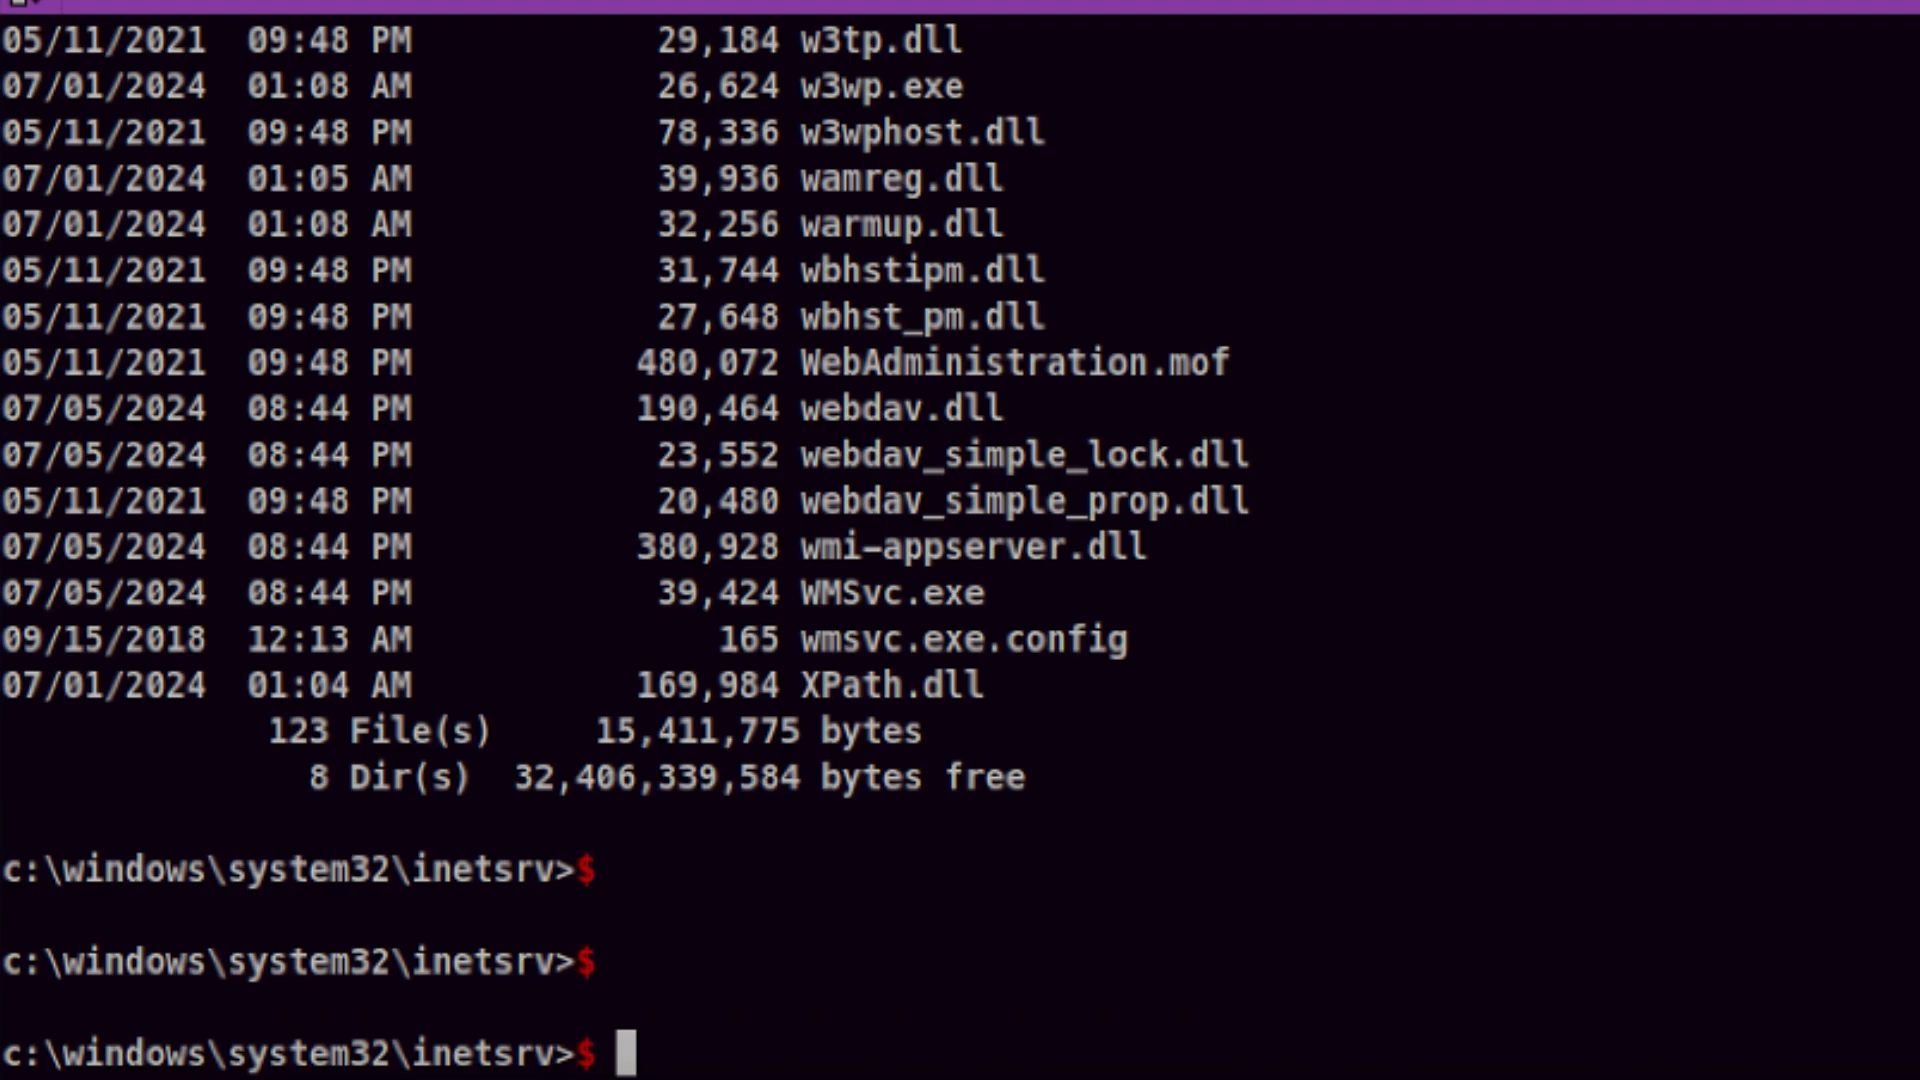 05/11/2021  09:48 PM            29,184 w3tp.dll
07/01/2024  01:08 AM            26,624 w3wp.exe
05/11/2021  09:48 PM            78,336 w3wphost.dll
07/01/2024  01:05 AM            39,936 wamreg.dll
07/01/2024  01:08 AM            32,256 warmup.dll
05/11/2021  09:48 PM            31,744 wbhstipm.dll
05/11/2021  09:48 PM            27,648 wbhst_pm.dll
05/11/2021  09:48 PM           480,072 WebAdministration.mof
07/05/2024  08:44 PM           190,464 webdav.dll
07/05/2024  08:44 PM            23,552 webdav_simple_lock.dll
05/11/2021  09:48 PM            20,480 webdav_simple_prop.dll
07/05/2024  08:44 PM           380,928 wmi-appserver.dll
07/05/2024  08:44 PM            39,424 WMSvc.exe
09/15/2018  12:13 AM               165 wmsvc.exe.config
07/01/2024  01:04 AM           169,984 XPath.dll
             123 File(s)     15,411,775 bytes
               8 Dir(s)  32,406,339,584 bytes free
c:\windows\system32\inetsrv>$
c:\windows\system32\inetsrv>$
c:\windows\system32\inetsrv>$